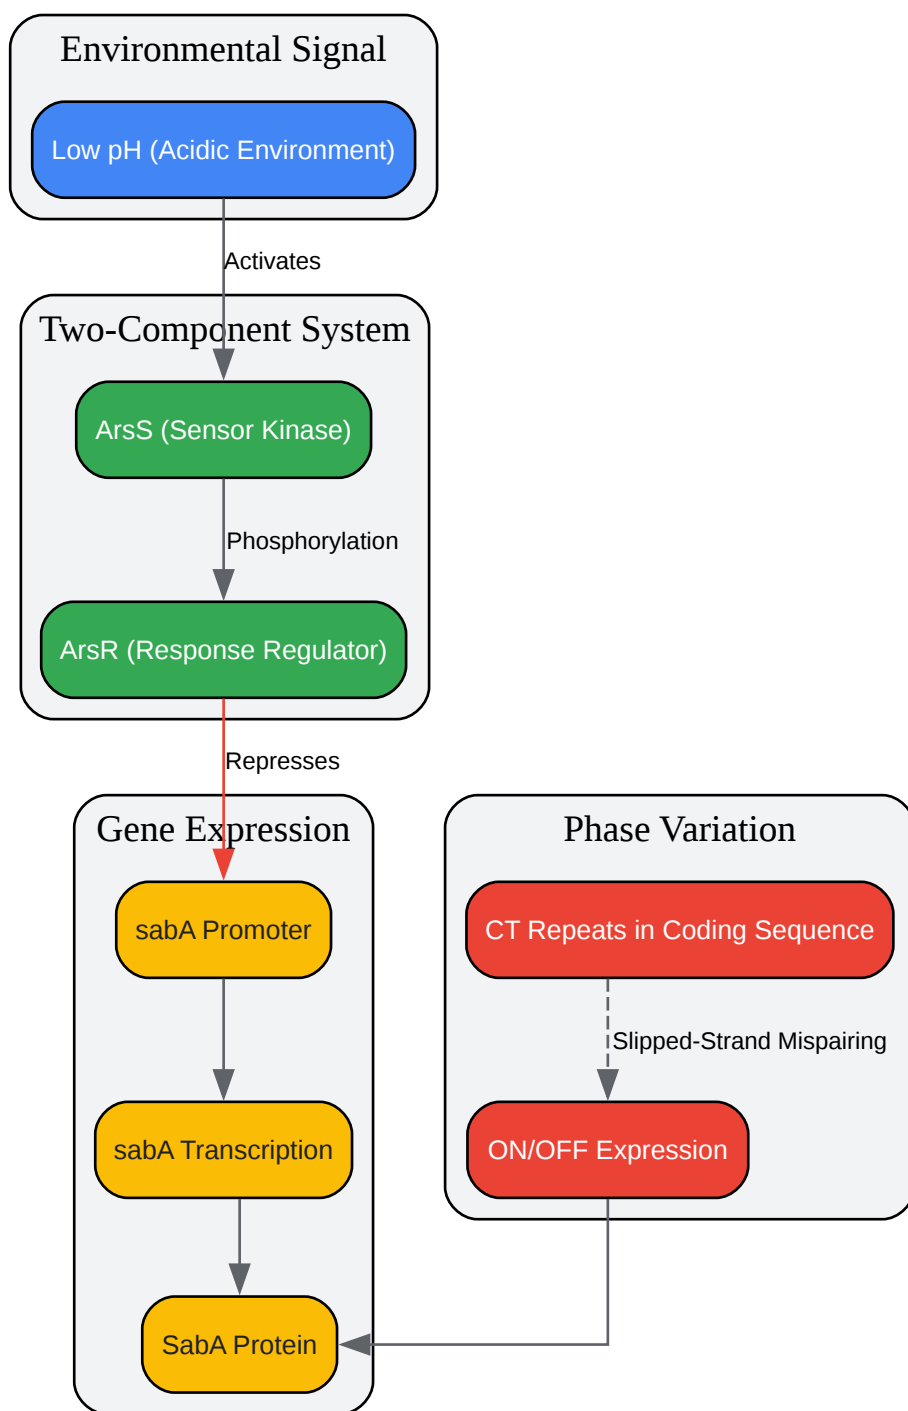 Environmental Signal
Low pH (Acidic Environment)
Activates
Two-Component System
ArsS (Sensor Kinase)
Phosphorylation
ArsR (Response Regulator)
Represses
Gene Expression
sabA Promoter
sabA Transcription
SabA Protein
Phase Variation
CT Repeats in Coding Sequence
Slipped-Strand Mispairing
ON/OFF Expression